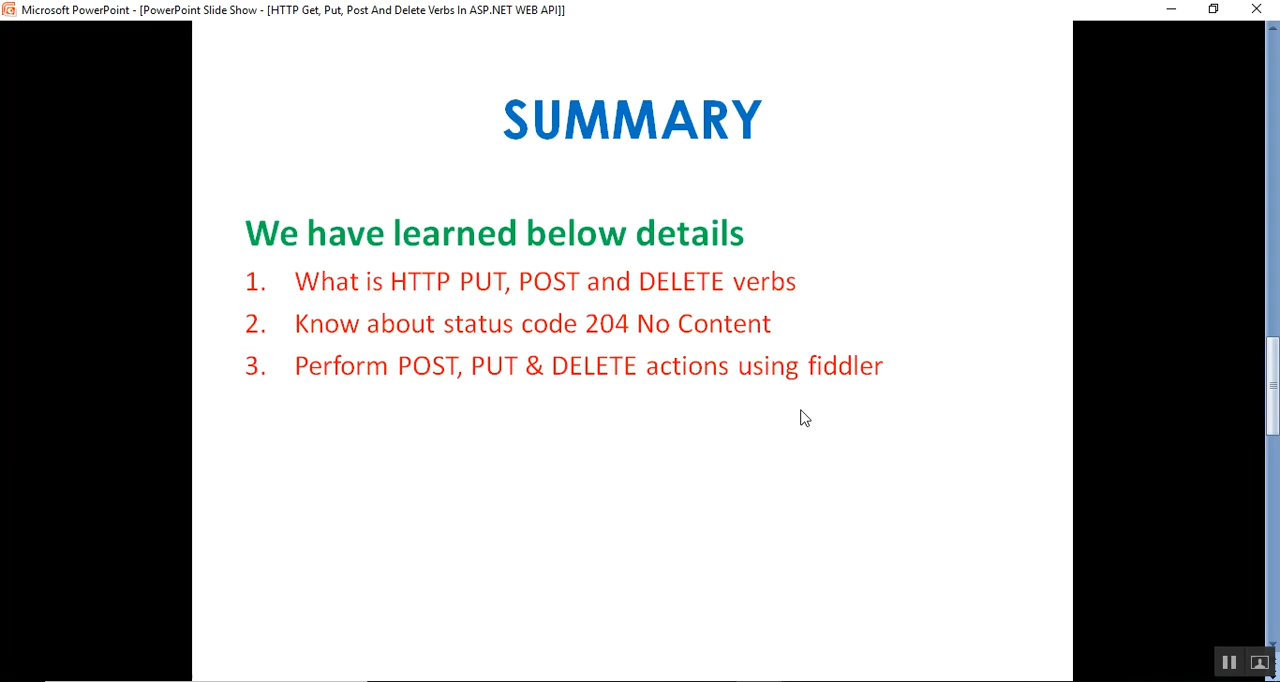 Microsoft PowerPoint - [PowerPoint Slide Show - [HTTP Get, Put, Post And Delete Verbs In ASP.NET WEB API]]
SUMMARY
We have learned below details
1. What is HTTP PUT, POST and DELETE verbs
2. Know about status code 204 No Content
3. Perform POST, PUT & DELETE actions using fiddler